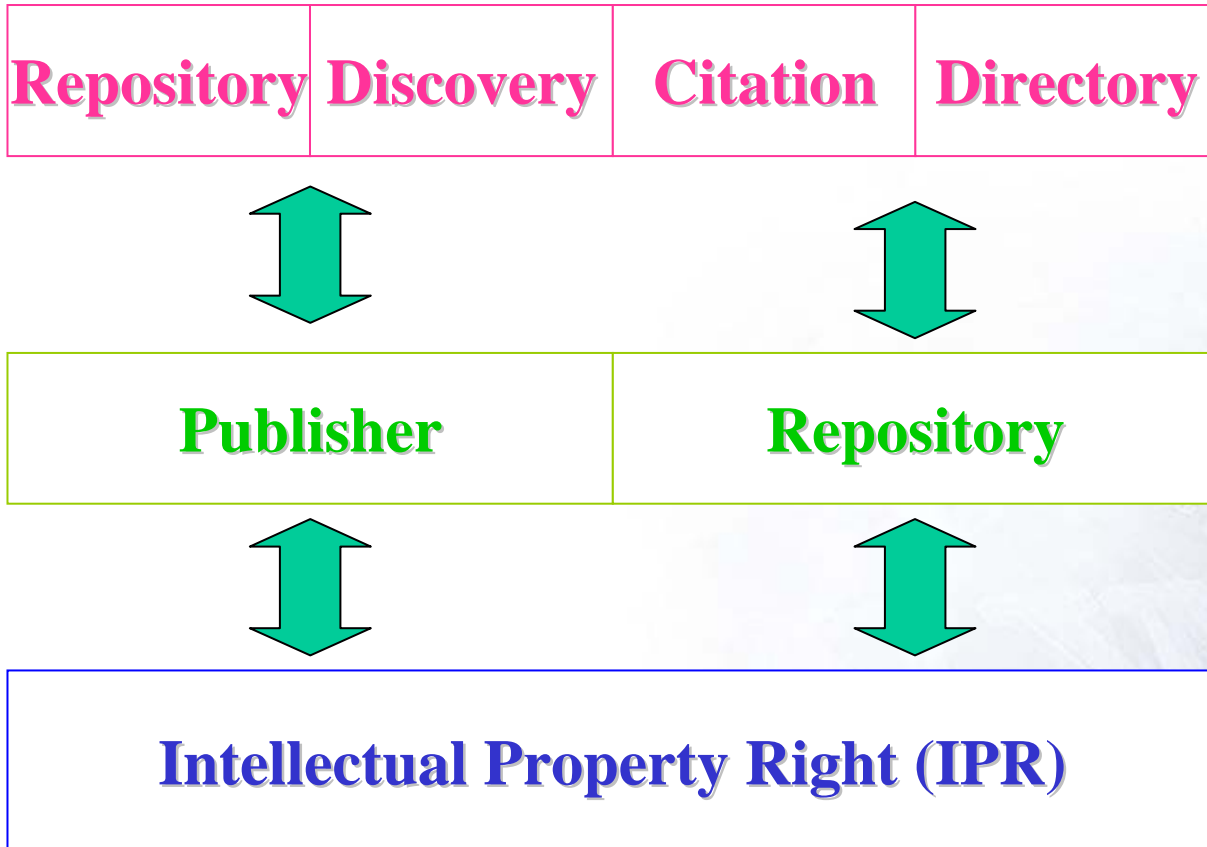 Repository Discovery Citation Directory
Publisher Repository
Intellectual Property Right (IPR)